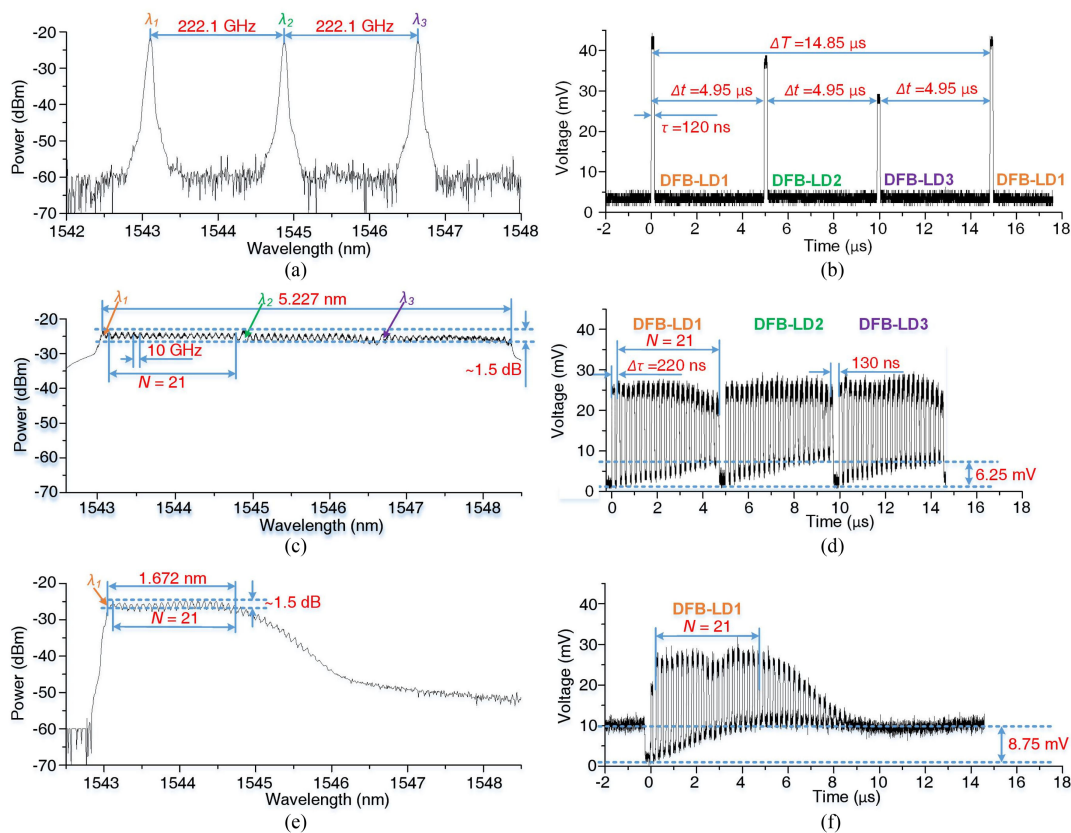 λ1 λ2 λ3
222.1 GHz 222.1 GHz
-20
-30
-40
-50
-60
-70
Power (dBm)
1542 1543 1544 1545 1546 1547 1548
Wavelength (nm)
(a)
40
30
20
10
0
Voltage (mV)
ΔT =14.85 μs
Δt =4.95 μs Δt =4.95 μs Δt =4.95 μs
τ =120 ns
DFB-LD1 DFB-LD2 DFB-LD3 DFB-LD1
-2 0 2 4 6 8 10 12 14 16 18
Time (μs)
(b)
λ1 λ2 λ3
5.227 nm
-20
-30
-40
-50
-60
-70
Power (dBm)
10 GHz
N = 21
~1.5 dB
1543 1544 1545 1546 1547 1548
Wavelength (nm)
(c)
DFB-LD1 DFB-LD2 DFB-LD3
N = 21
Δτ =220 ns 130 ns
40
30
20
10
0
Voltage (mV)
6.25 mV
-2 0 2 4 6 8 10 12 14 16 18
Time (μs)
(d)
λ1
1.672 nm
-20
-30
-40
-50
-60
-70
Power (dBm)
~1.5 dB
N = 21
1543 1544 1545 1546 1547 1548
Wavelength (nm)
(e)
DFB-LD1
N = 21
40
30
20
10
0
Voltage (mV)
8.75 mV
-2 0 2 4 6 8 10 12 14 16 18
Time (μs)
(f)